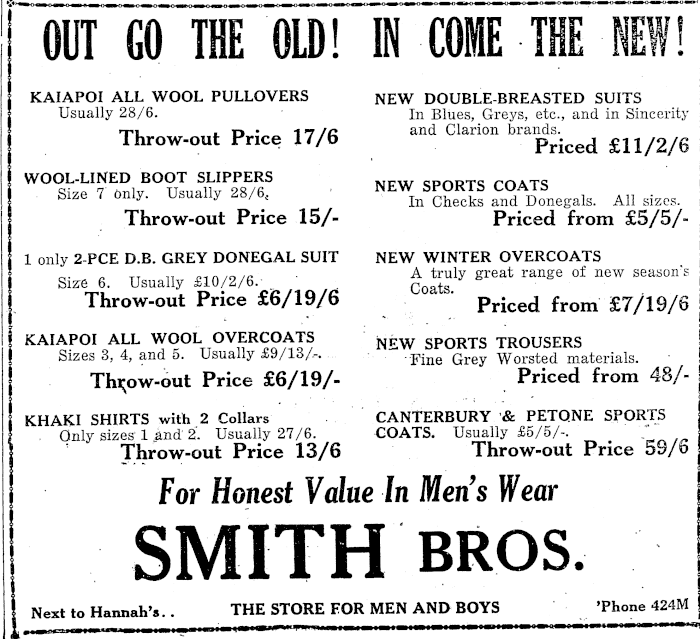 OUT GO THE OLD! IN COME THE NEW!
KAIAPOI ALL WOOL PULLOVERS
Usually 28/6.
Throw-out Price 17/6
WOOL-LINED BOOT SLIPPERS
Size 7 only. Usually 28/6.
Throw-out Price 15/-
1 only 2-PCE D.B. GREY DONEGAL SUIT
Size 6. Usually £10/2/6.
Throw-out Price £6/19/6
KAIAPOI ALL WOOL OVERCOATS
Sizes 3, 4, and 5. Usually £9/13/-.
Throw-out Price £6/19/-
KHAKI SHIRTS with 2 Collars
Only sizes 1 and 2. Usually 27/6.
Throw-out Price 13/6
NEW DOUBLE-BREASTED SUITS
In Blues, Greys, etc., and in Sincerity
and Clarion brands.
Priced £11/2/6
NEW SPORTS COATS
In Checks and Donegals. All sizes.
Priced from £5/5/-
NEW WINTER OVERCOATS
A truly great range of new season's
Coats.
Priced from £7/19/6
NEW SPORTS TROUSERS
Fine Grey Worsted materials.
Priced from 48/-
CANTERBURY & PETONE SPORTS
COATS. Usually £5/5/-.
Throw-out Price 59/6
For Honest Value In Men's Wear
SMITH BROS.
Next to Hannah's.. THE STORE FOR MEN AND BOYS 'Phone 424M